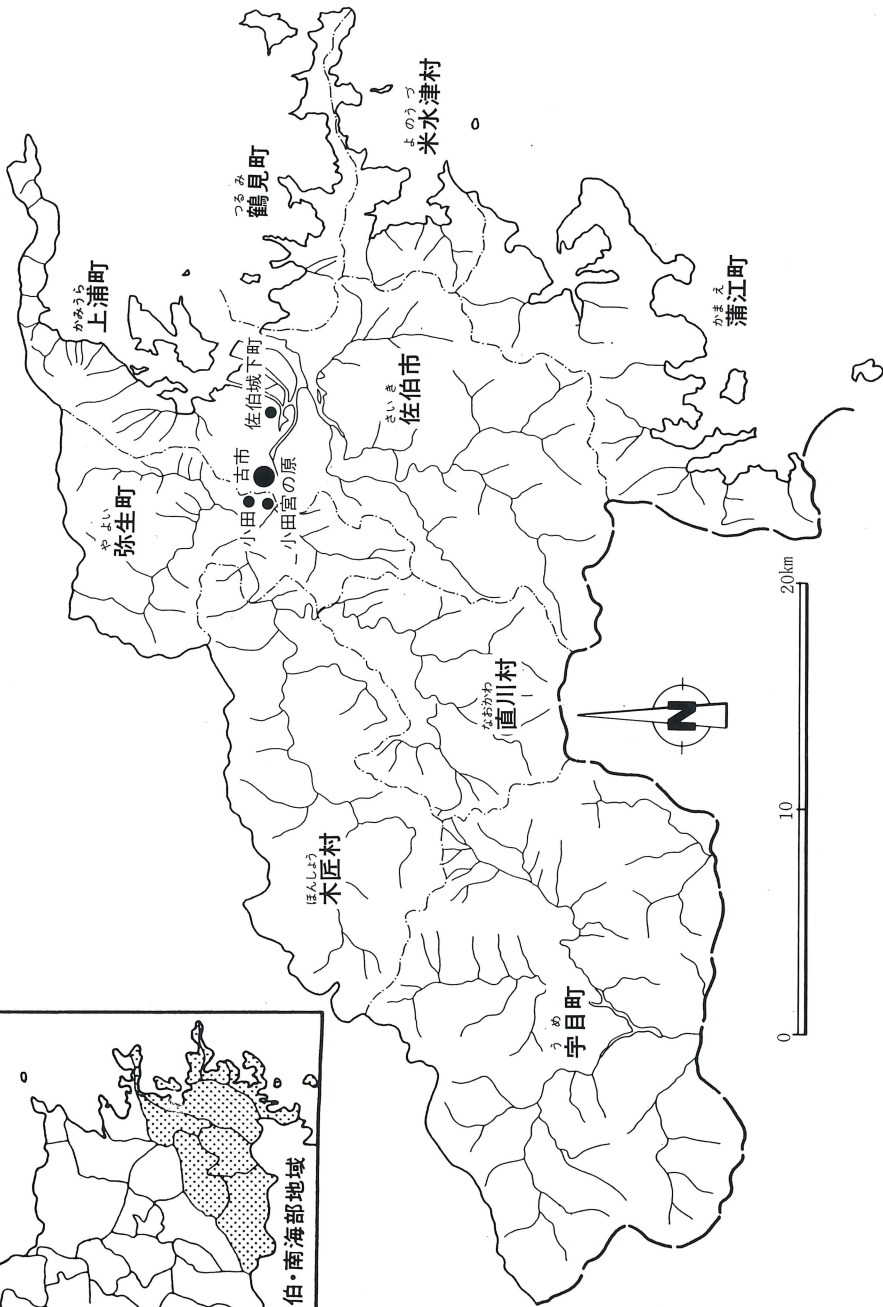 かみうら
上浦町
つるみ
鶴見町
よのうづ
米水津村
やよい
弥生町
佐伯城下町
古市
小田
小田宮の原
さいき
佐伯市
かまえ
蒲江町
なおかわ
直川村
ほんしょう
木匠村
うめ
宇目町
N
0 10 20km
伯・南海部地域